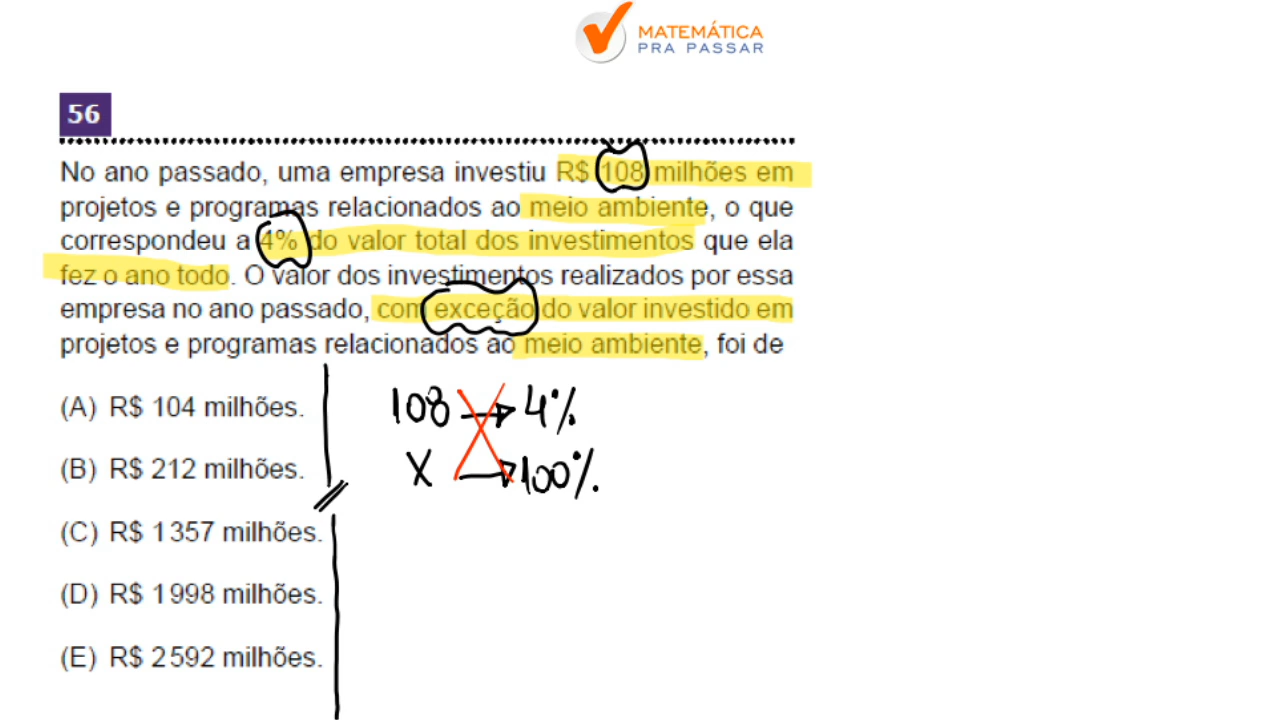 MATEMÁTICA
PRA PASSAR
56
No ano passado, uma empresa investiu R$ 108 milhões em
projetos e programas relacionados ao meio ambiente, o que
correspondeu a 4% do valor total dos investimentos que ela
fez o ano todo. O valor dos investimentos realizados por essa
empresa no ano passado, com exceção do valor investido em
projetos e programas relacionados ao meio ambiente, foi de
(A) R$ 104 milhões.
(B) R$ 212 milhões.
(C) R$ 1 357 milhões.
(D) R$ 1 998 milhões.
(E) R$ 2 592 milhões.
108 → 4%
X → 100%